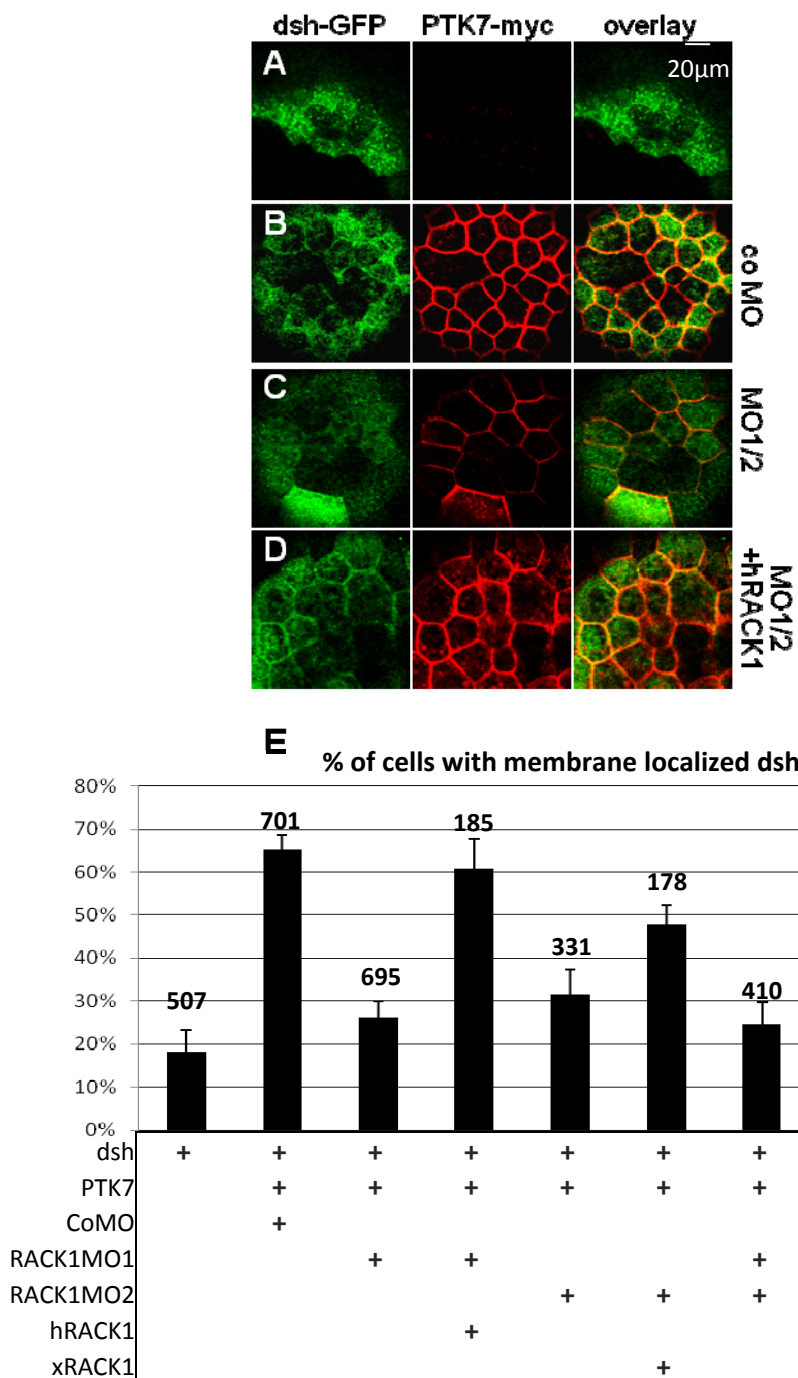 dsh-GFP PTK7-myc overlay
A
20µm
B
co MO
C
MO1/2
D
MO1/2
+hRACK1
E
% of cells with membrane localized dsh
80%
70%
60%
50%
40%
30%
20%
10%
0%
507
701
695
185
331
178
410
dsh + + + + + + +
PTK7 + + + + + +
CoMO +
RACK1MO1 + + +
RACK1MO2 + + +
hRACK1 +
xRACK1 +